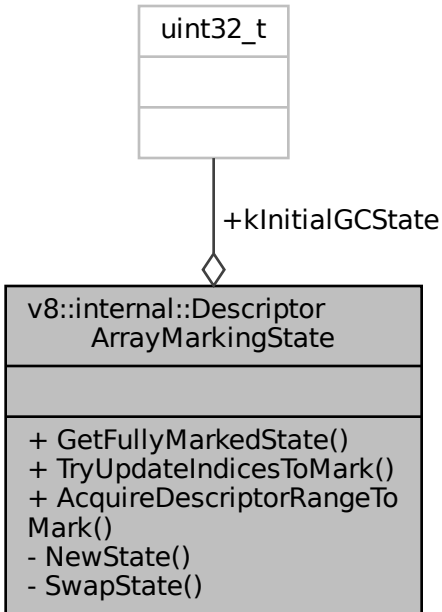 uint32_t
+kInitialGCState
v8::internal::Descriptor
ArrayMarkingState
+ GetFullyMarkedState()
+ TryUpdateIndicesToMark()
+ AcquireDescriptorRangeTo
Mark()
- NewState()
- SwapState()